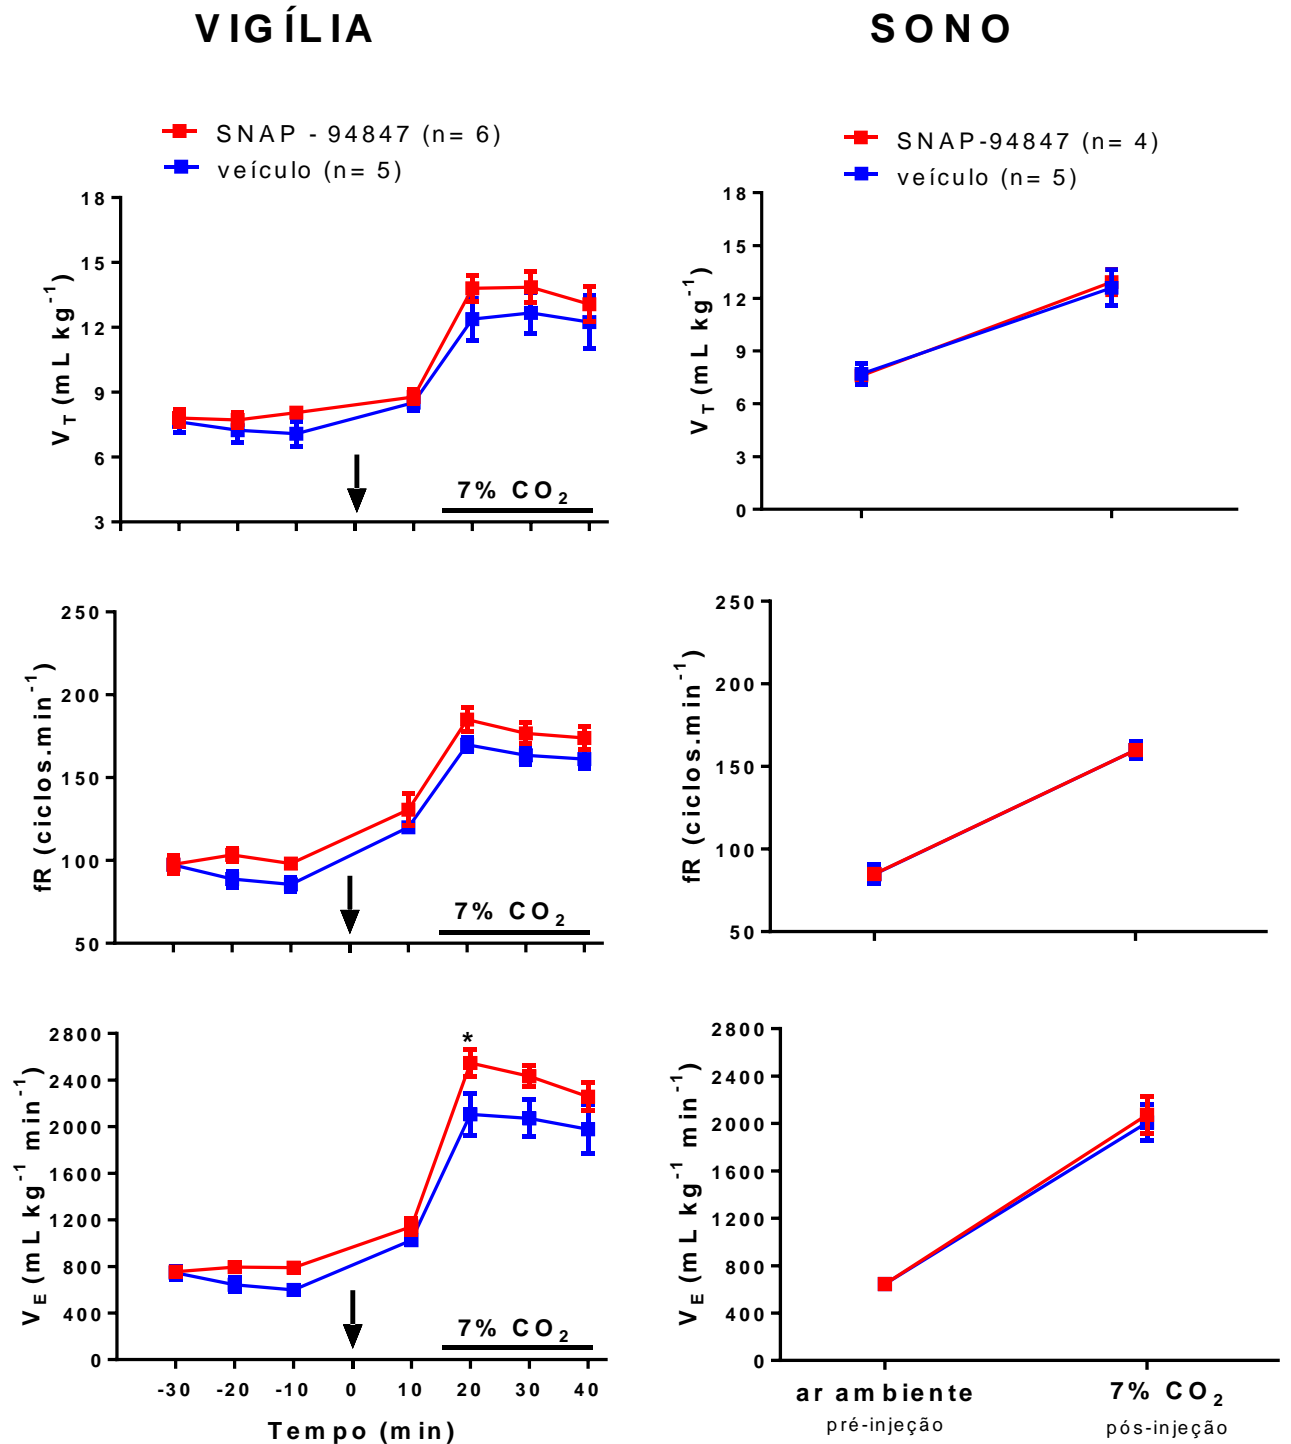 VIGÍLIA
SONO
SNAP - 94847 (n= 6)
veículo (n= 5)
SNAP-94847 (n= 4)
veículo (n= 5)
18
15
12
9
6
3
V_T (mL kg⁻¹)
7% CO₂
18
15
12
9
6
3
0
V_T (mL kg⁻¹)
250
200
150
100
50
fR (ciclos.min⁻¹)
7% CO₂
250
200
150
100
50
fR (ciclos.min⁻¹)
2800
2400
2000
1600
1200
800
400
0
V_E (mL kg⁻¹ min⁻¹)
*
7% CO₂
-30 -20 -10 0 10 20 30 40
Tempo (min)
2800
2400
2000
1600
1200
800
400
0
V_E (mL kg⁻¹ min⁻¹)
ar ambiente
pré-injeção
7% CO₂
pós-injeção